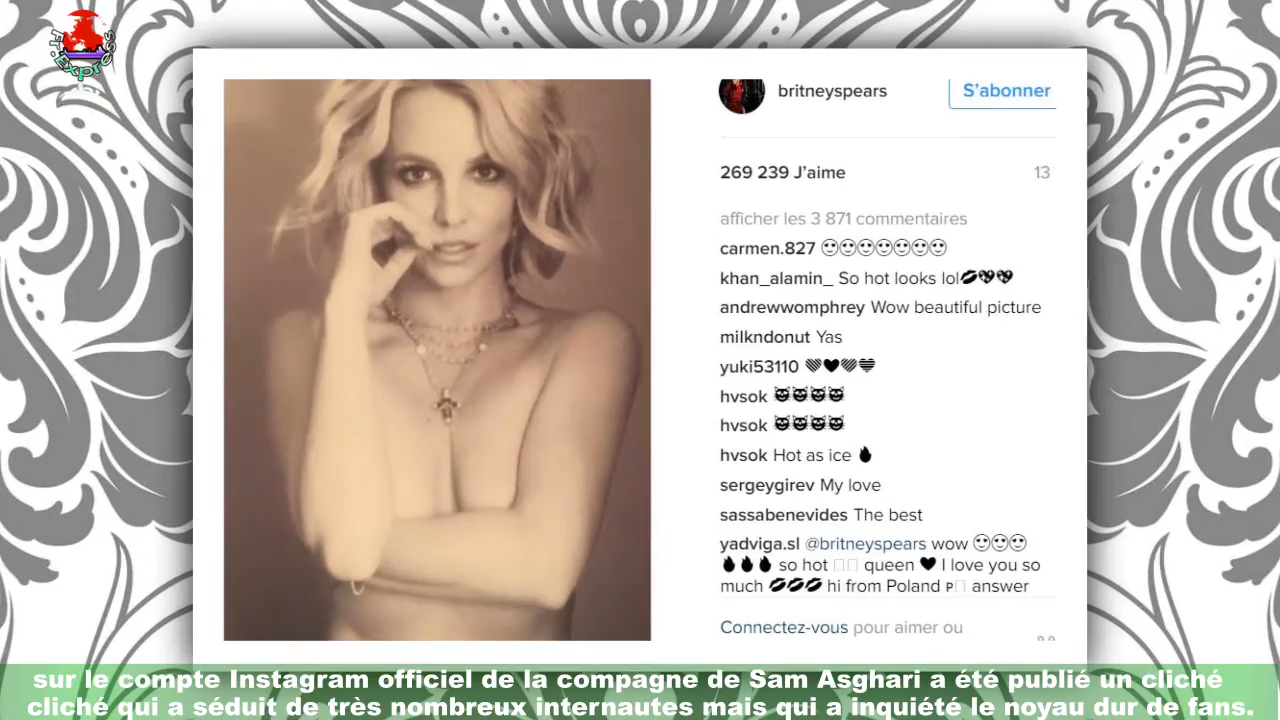 Fr.Express
britneyspears
S'abonner
269 239 J'aime
13
afficher les 3 871 commentaires
carmen.827
khan_alamin_ So hot looks lol
andrewwomphrey Wow beautiful picture
milkndonut Yas
yuki53110
hvsok
hvsok
hvsok Hot as ice
sergeygirev My love
sassabenevides The best
yadviga.sl @britneyspears wow
so hot queen I love you so
much hi from Poland answer
Connectez-vous pour aimer ou
sur le compte Instagram officiel de la compagne de Sam Asghari a été publié un cliché
cliché qui a séduit de très nombreux internautes mais qui a inquiété le noyau dur de fans.